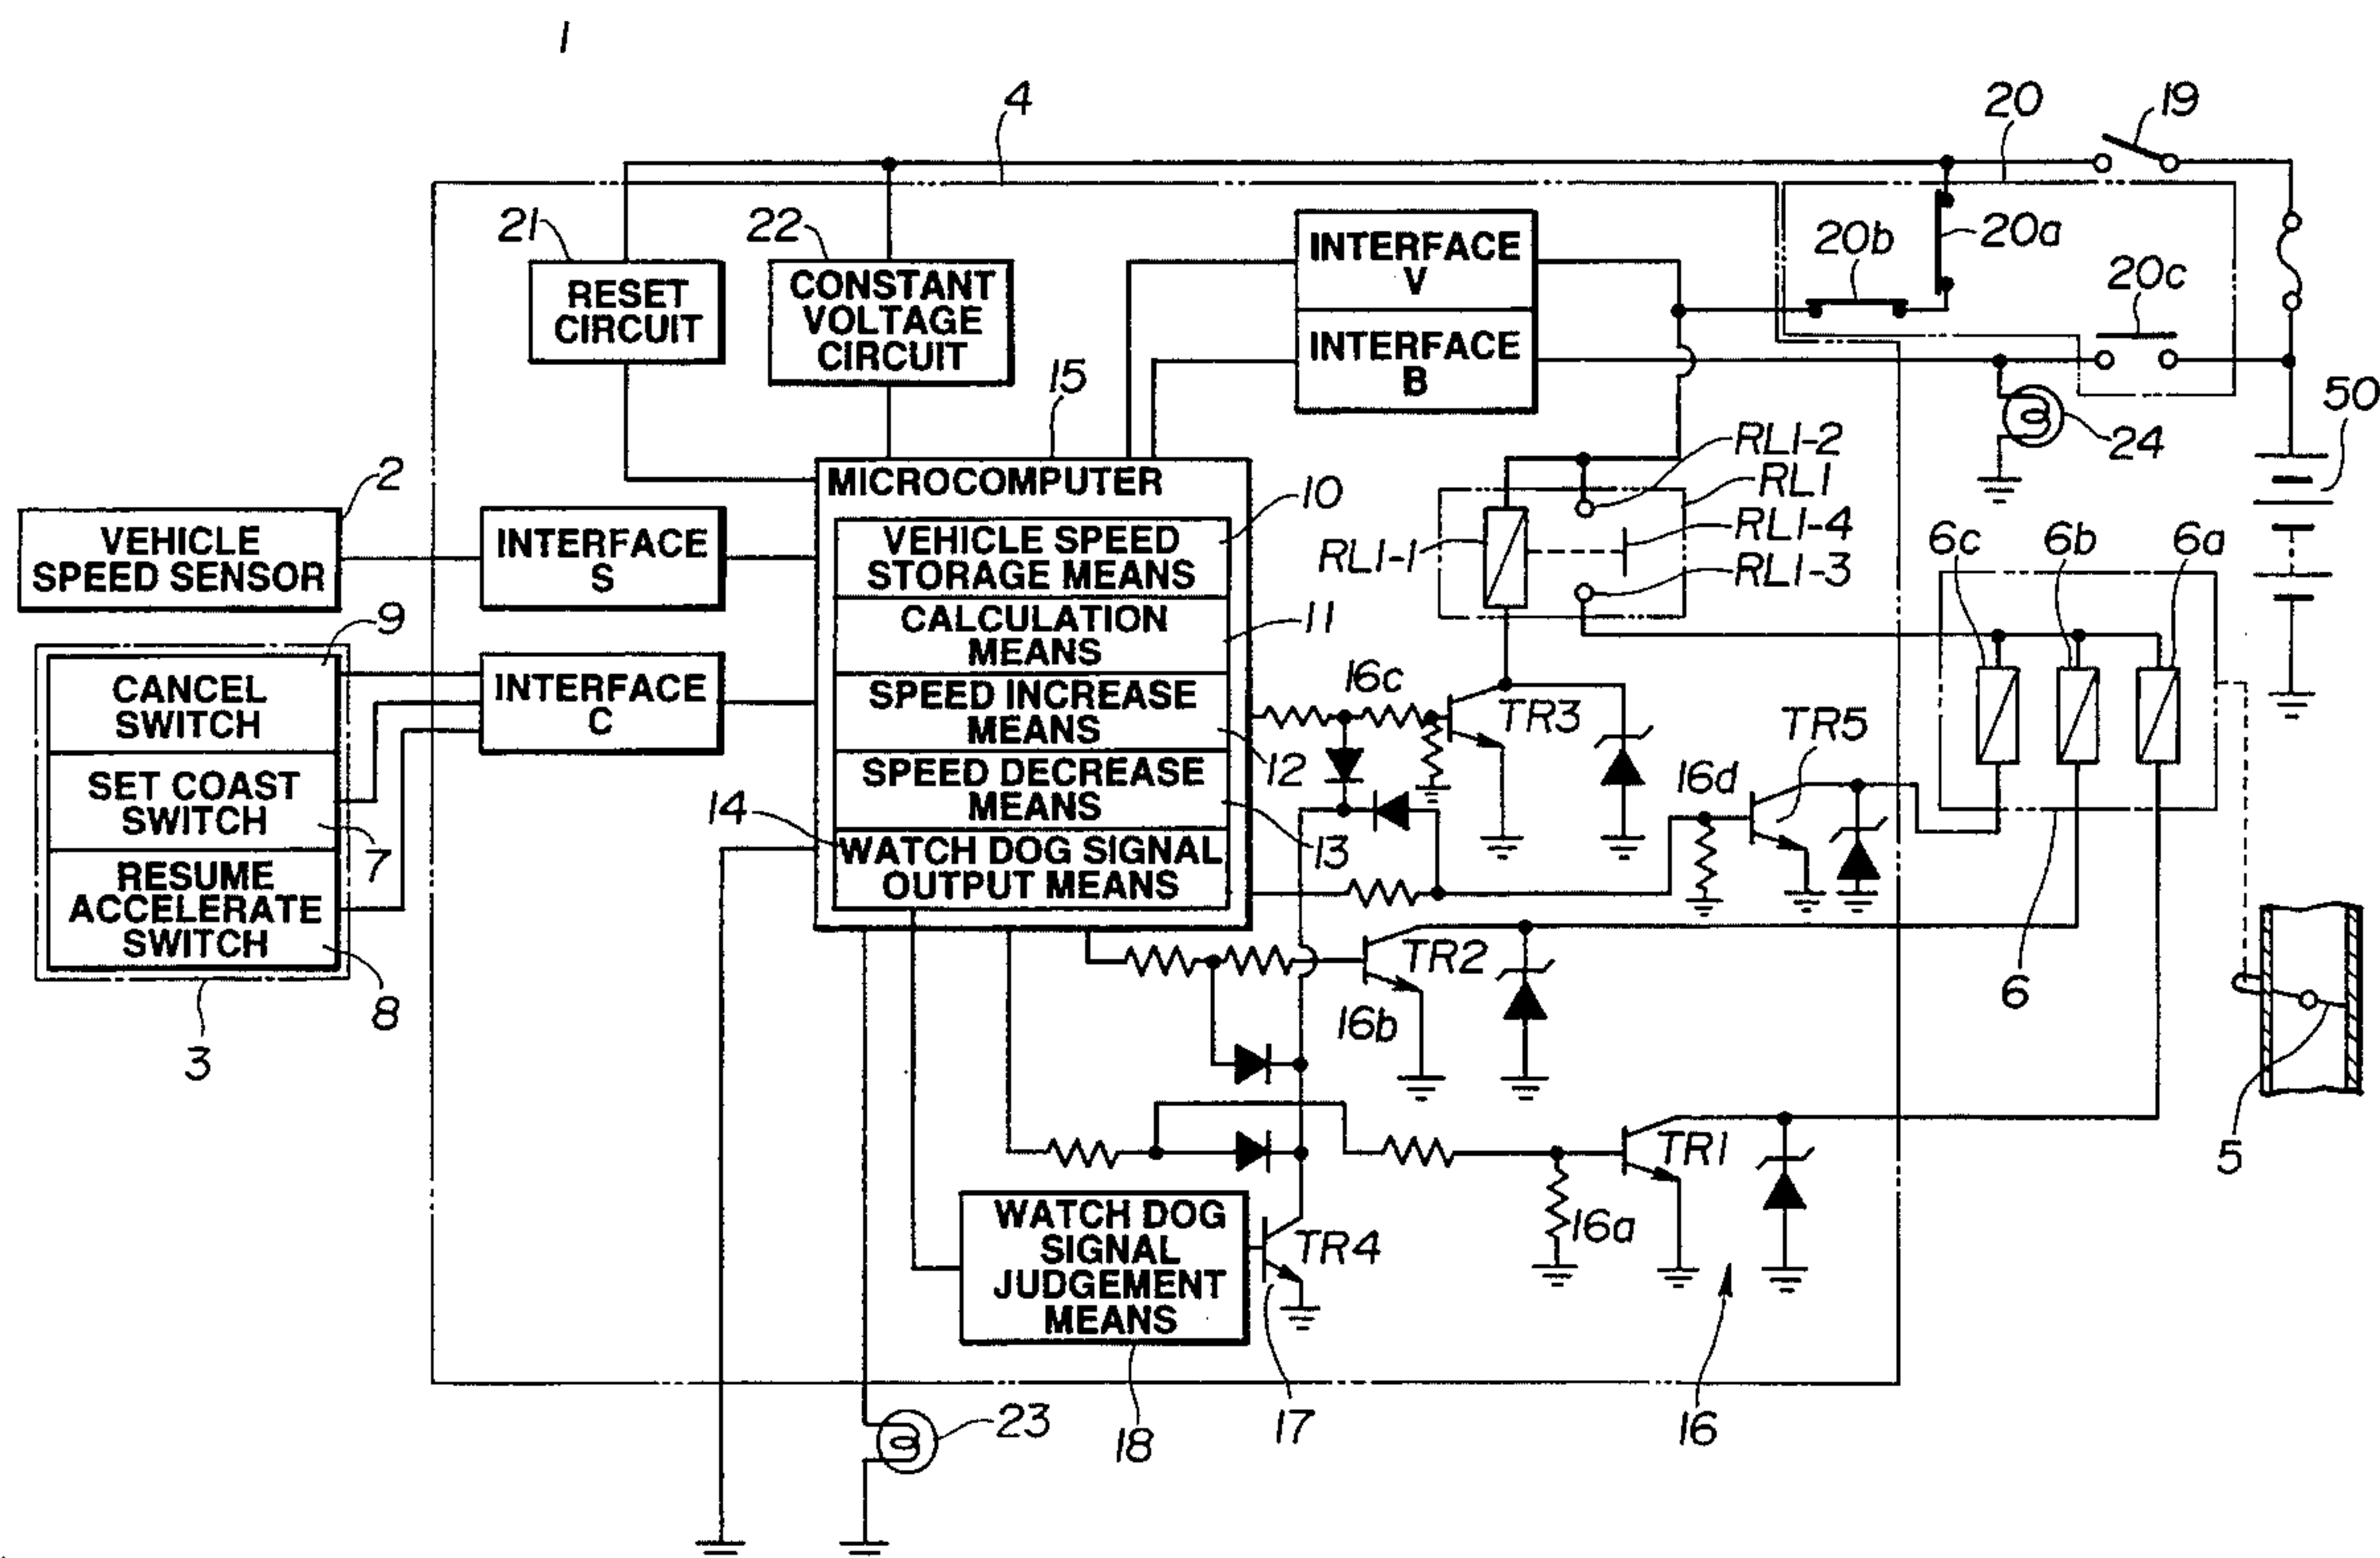 1
4
20
19
21
22
RESET
CIRCUIT
CONSTANT
VOLTAGE
CIRCUIT
INTERFACE
V
INTERFACE
B
20b
20a
20c
50
24
15
2
VEHICLE
SPEED SENSOR
INTERFACE
S
MICROCOMPUTER
10
VEHICLE SPEED
STORAGE MEANS
CALCULATION
MEANS
11
SPEED INCREASE
MEANS
12
SPEED DECREASE
MEANS
13
14
WATCH DOG SIGNAL
OUTPUT MEANS
RL1-2
RL1
RL1-4
RL1-1
RL1-3
6c
6b
6a
9
CANCEL
SWITCH
SET COAST
SWITCH
7
RESUME
ACCELERATE
SWITCH
8
3
INTERFACE
C
16c
TR3
16d
TR5
TR2
16b
6
5
TR1
16a
WATCH DOG
SIGNAL
JUDGEMENT
MEANS
TR4
23
18
17
16